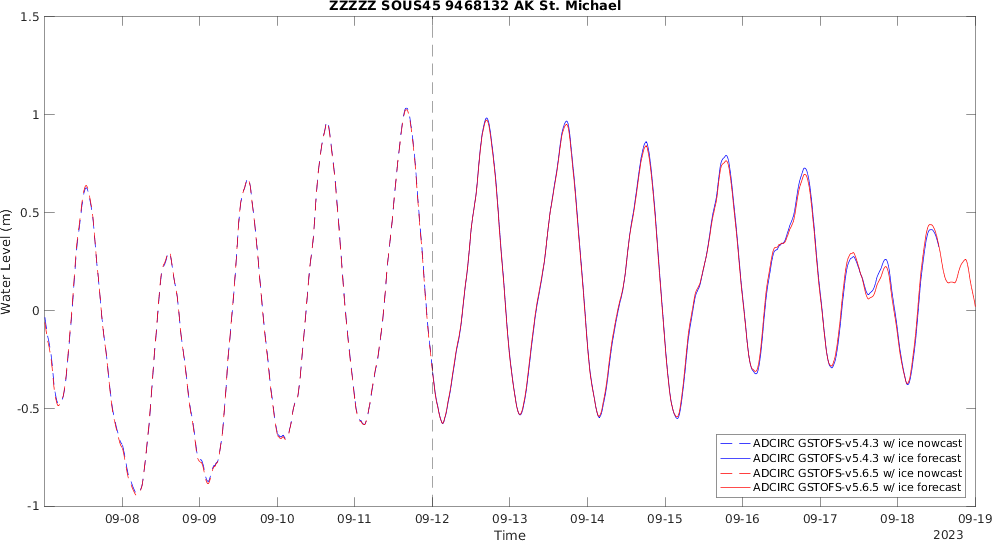 ZZZZZ SOUS45 9468132 AK St. Michael
Water Level (m)
1.5
1
0.5
0
-0.5
-1
09-08 09-09 09-10 09-11 09-12 09-13 09-14 09-15 09-16 09-17 09-18 09-19
Time
2023
ADCIRC GSTOFS-v5.4.3 w/ ice nowcast
ADCIRC GSTOFS-v5.4.3 w/ ice forecast
ADCIRC GSTOFS-v5.6.5 w/ ice nowcast
ADCIRC GSTOFS-v5.6.5 w/ ice forecast